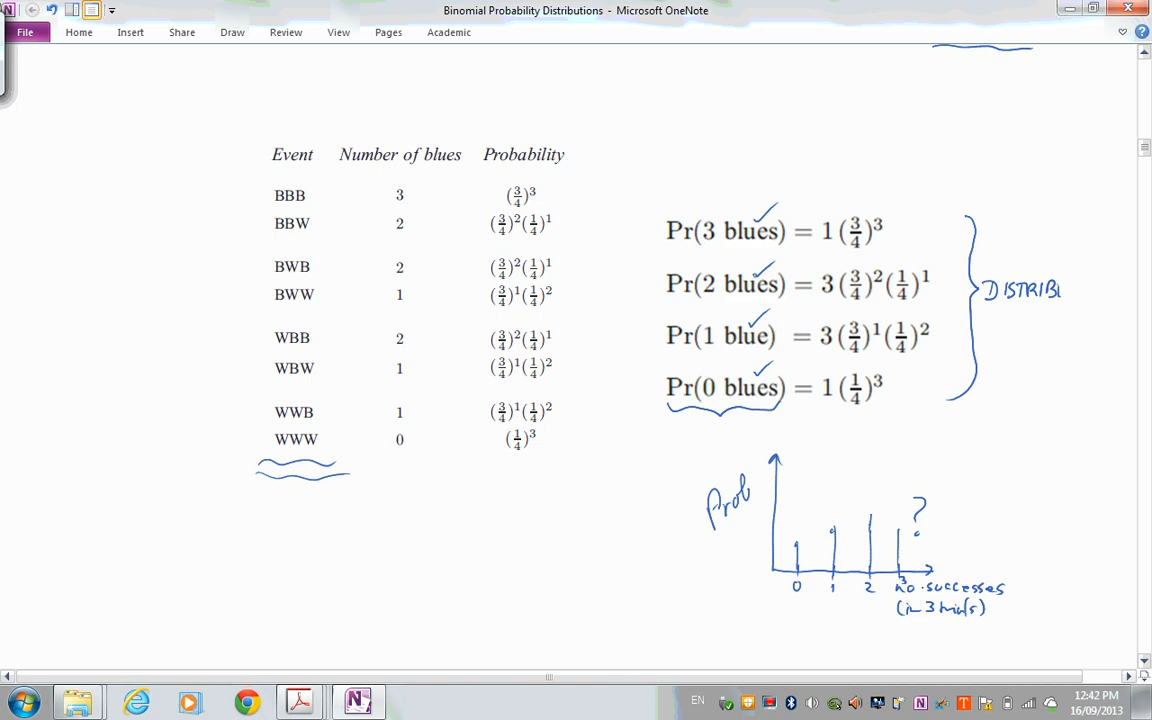 Binomial Probability Distributions - Microsoft OneNote
File Home Insert Share Draw Review View Pages Academic
Event Number of blues Probability
BBB 3 (3/4)³
BBW 2 (3/4)²(1/4)¹
BWB 2 (3/4)²(1/4)¹
BWW 1 (3/4)¹(1/4)²
WBB 2 (3/4)²(1/4)¹
WBW 1 (3/4)¹(1/4)²
WWB 1 (3/4)¹(1/4)²
WWW 0 (1/4)³
Pr(3 blues) = 1(3/4)³
Pr(2 blues) = 3(3/4)²(1/4)¹
Pr(1 blue) = 3(3/4)¹(1/4)²
Pr(0 blues) = 1(1/4)³
DISTRIBU
Prob
?
0 1 2 3
no. successes
(in 3 trials)
EN
12:42 PM
16/09/2013